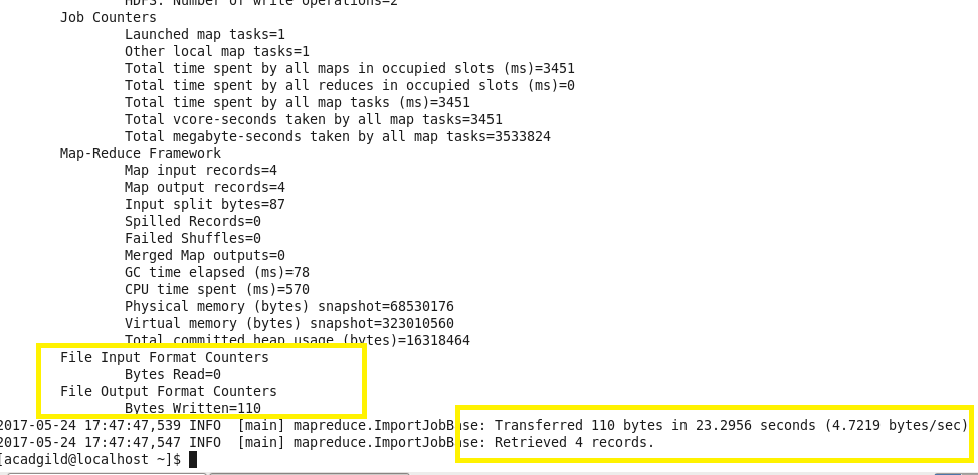 HDFS: Number of write operations=2
Job Counters
Launched map tasks=1
Other local map tasks=1
Total time spent by all maps in occupied slots (ms)=3451
Total time spent by all reduces in occupied slots (ms)=0
Total time spent by all map tasks (ms)=3451
Total vcore-seconds taken by all map tasks=3451
Total megabyte-seconds taken by all map tasks=3533824
Map-Reduce Framework
Map input records=4
Map output records=4
Input split bytes=87
Spilled Records=0
Failed Shuffles=0
Merged Map outputs=0
GC time elapsed (ms)=78
CPU time spent (ms)=570
Physical memory (bytes) snapshot=68530176
Virtual memory (bytes) snapshot=323010560
Total committed heap usage (bytes)=16318464
File Input Format Counters
Bytes Read=0
File Output Format Counters
Bytes Written=110
2017-05-24 17:47:47,539 INFO  [main] mapreduce.ImportJobBase: Transferred 110 bytes in 23.2956 seconds (4.7219 bytes/sec)
2017-05-24 17:47:47,547 INFO  [main] mapreduce.ImportJobBase: Retrieved 4 records.
[acadgild@localhost ~]$